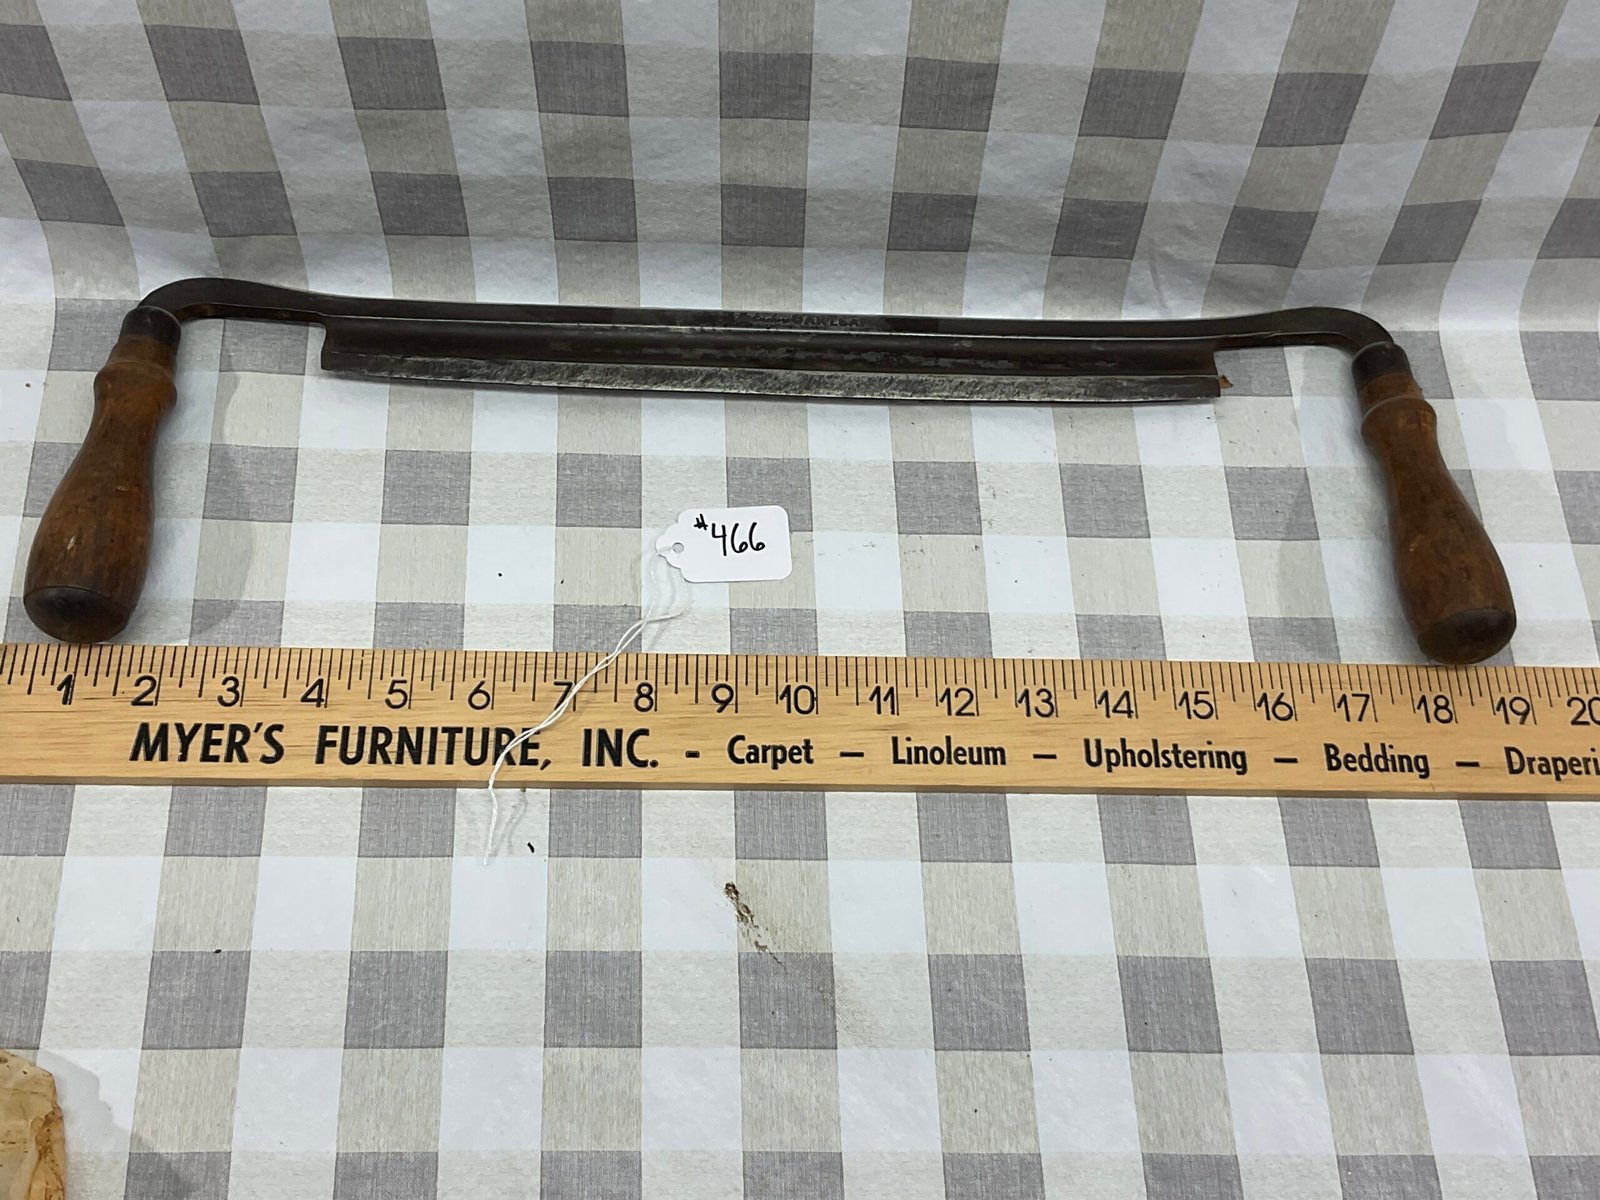 #466
1 2 3 4 5 6 7 8 9 10 11 12 13 14 15 16 17 18 19 20
MYER'S FURNITURE, INC. - Carpet — Linoleum — Upholstering — Bedding — Draperi